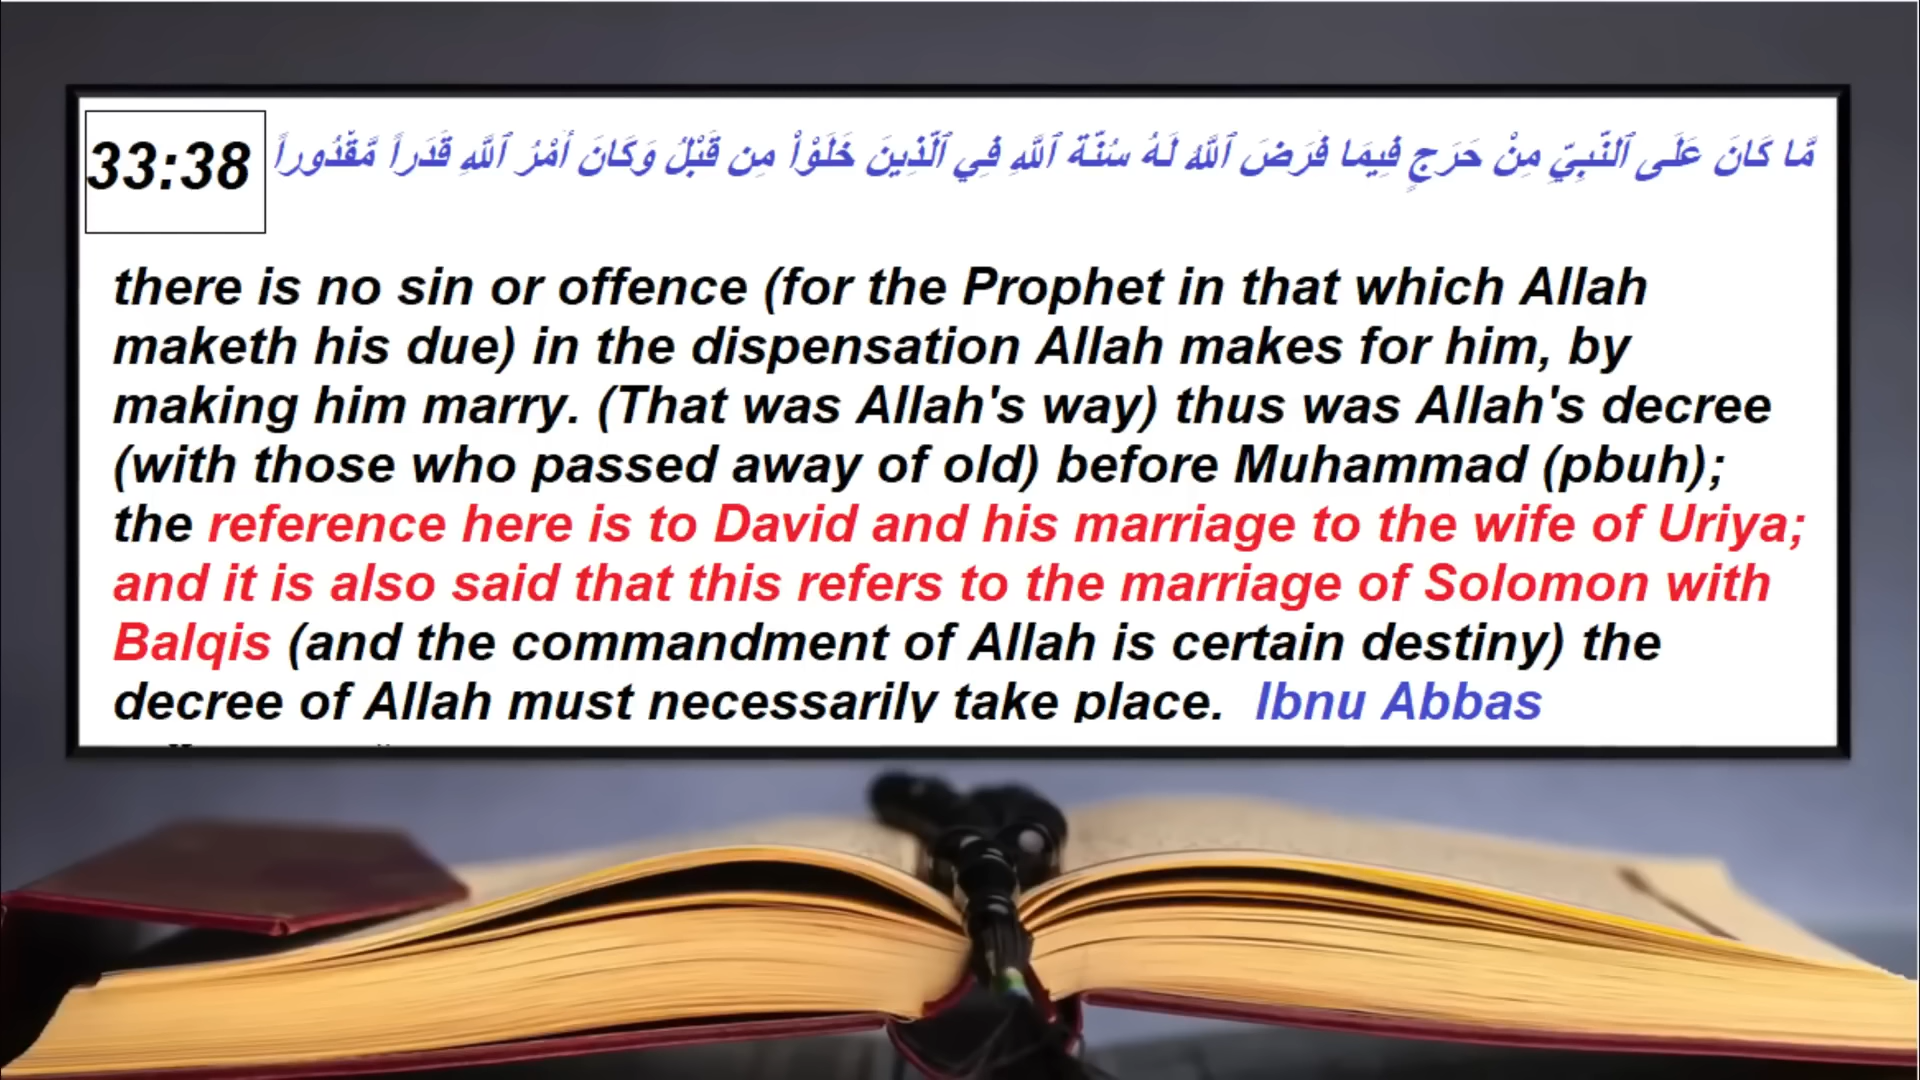 33:38
مَّا كَانَ عَلَى ٱلنَّبِيِّ مِنْ حَرَجٍ فِيمَا فَرَضَ ٱللَّهُ لَهُ سُنَّةَ ٱللَّهِ فِي ٱلَّذِينَ خَلَوْاْ مِن قَبْلُ وَكَانَ أَمْرُ ٱللَّهِ قَدَراً مَّقْدُوراً
there is no sin or offence (for the Prophet in that which Allah
maketh his due) in the dispensation Allah makes for him, by
making him marry. (That was Allah's way) thus was Allah's decree
(with those who passed away of old) before Muhammad (pbuh);
the reference here is to David and his marriage to the wife of Uriya;
and it is also said that this refers to the marriage of Solomon with
Balqis (and the commandment of Allah is certain destiny) the
decree of Allah must necessarily take place. Ibnu Abbas